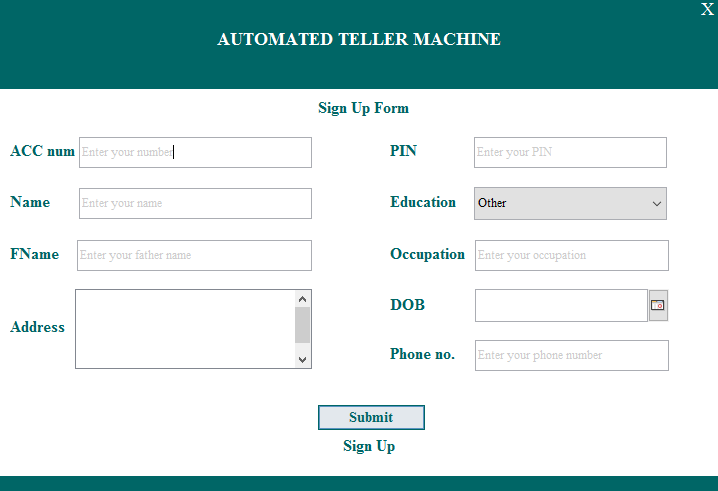 X
AUTOMATED TELLER MACHINE
Sign Up Form
ACC num Enter your number PIN Enter your PIN
Name Enter your name Education Other
FName Enter your father name Occupation Enter your occupation
DOB
Address
Phone no. Enter your phone number
Submit
Sign Up